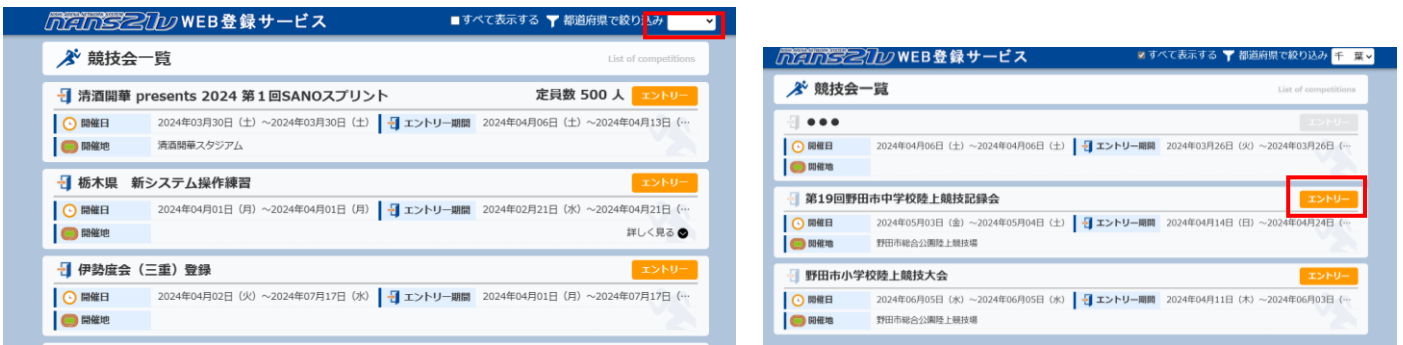 NANS21V WEB登録サービス
すべて表示する 都道府県で絞り込み
競技会一覧 List of competitions
清酒開華 presents 2024 第1回SANOスプリント 定員数 500 人 エントリー
開催日 2024年03月30日（土）～2024年03月30日（土） エントリー期間 2024年04月06日（土）～2024年04月13日（…
開催地 清酒開華スタジアム
栃木県 新システム操作練習 エントリー
開催日 2024年04月01日（月）～2024年04月01日（月） エントリー期間 2024年02月21日（水）～2024年04月21日（…
開催地 詳しく見る
伊勢度会（三重）登録 エントリー
開催日 2024年04月02日（火）～2024年07月17日（水） エントリー期間 2024年04月01日（月）～2024年07月17日（…
開催地
NANS21V WEB登録サービス
すべて表示する 都道府県で絞り込み 千 葉
競技会一覧 List of competitions
●●● エントリー
開催日 2024年04月06日（土）～2024年04月06日（土） エントリー期間 2024年03月26日（火）～2024年03月26日（…
開催地
第19回野田市中学校陸上競技記録会 エントリー
開催日 2024年05月03日（金）～2024年05月04日（土） エントリー期間 2024年04月14日（日）～2024年04月24日（…
開催地 野田市総合公園陸上競技場
野田市小学校陸上競技大会 エントリー
開催日 2024年06月05日（水）～2024年06月05日（水） エントリー期間 2024年04月11日（木）～2024年06月03日（…
開催地 野田市総合公園陸上競技場